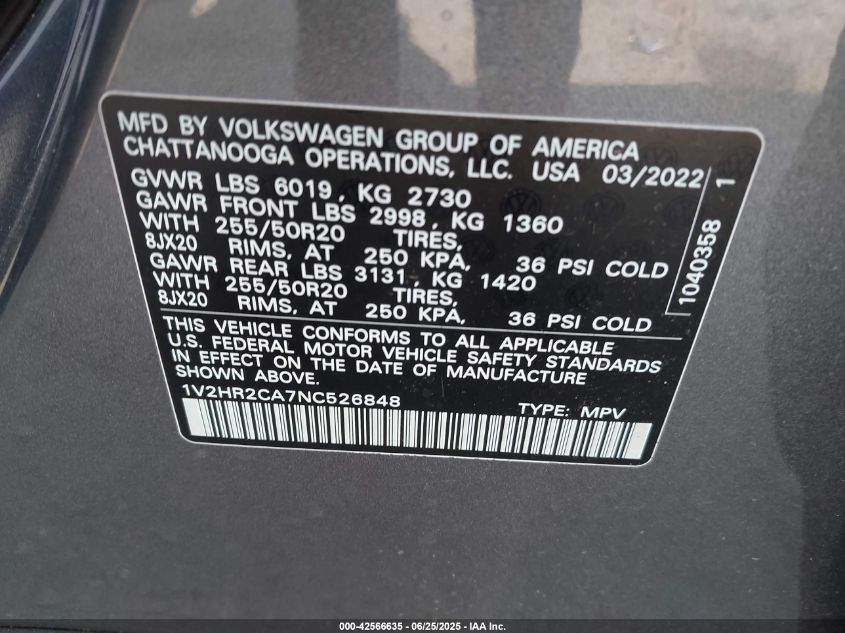 MFD BY VOLKSWAGEN GROUP OF AMERICA
CHATTANOOGA OPERATIONS, LLC. USA 03/2022
GVWR LBS 6019, KG 2730
GAWR FRONT LBS 2998, KG 1360
WITH 255/50R20 TIRES,
8JX20 RIMS, AT 250 KPA, 36 PSI COLD
GAWR REAR LBS 3131, KG 1420
WITH 255/50R20 TIRES,
8JX20 RIMS, AT 250 KPA, 36 PSI COLD
1040358 1
THIS VEHICLE CONFORMS TO ALL APPLICABLE
U.S. FEDERAL MOTOR VEHICLE SAFETY STANDARDS
IN EFFECT ON THE DATE OF MANUFACTURE
SHOWN ABOVE.
1V2HR2CA7NC526848 TYPE: MPV
000-42566635 - 06/25/2025 - IAA Inc.